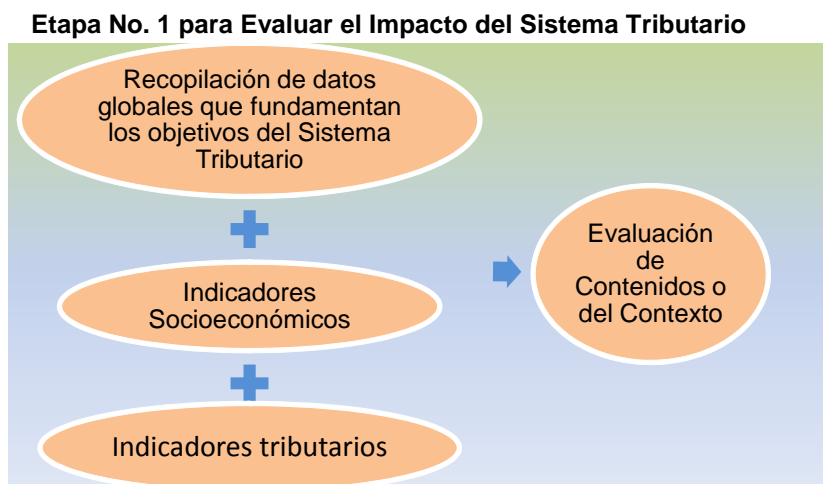 Etapa No. 1 para Evaluar el Impacto del Sistema Tributario
Recopilación de datos
globales que fundamentan
los objetivos del Sistema
Tributario
Indicadores
Socioeconómicos
Indicadores tributarios
Evaluación
de
Contenidos o
del Contexto